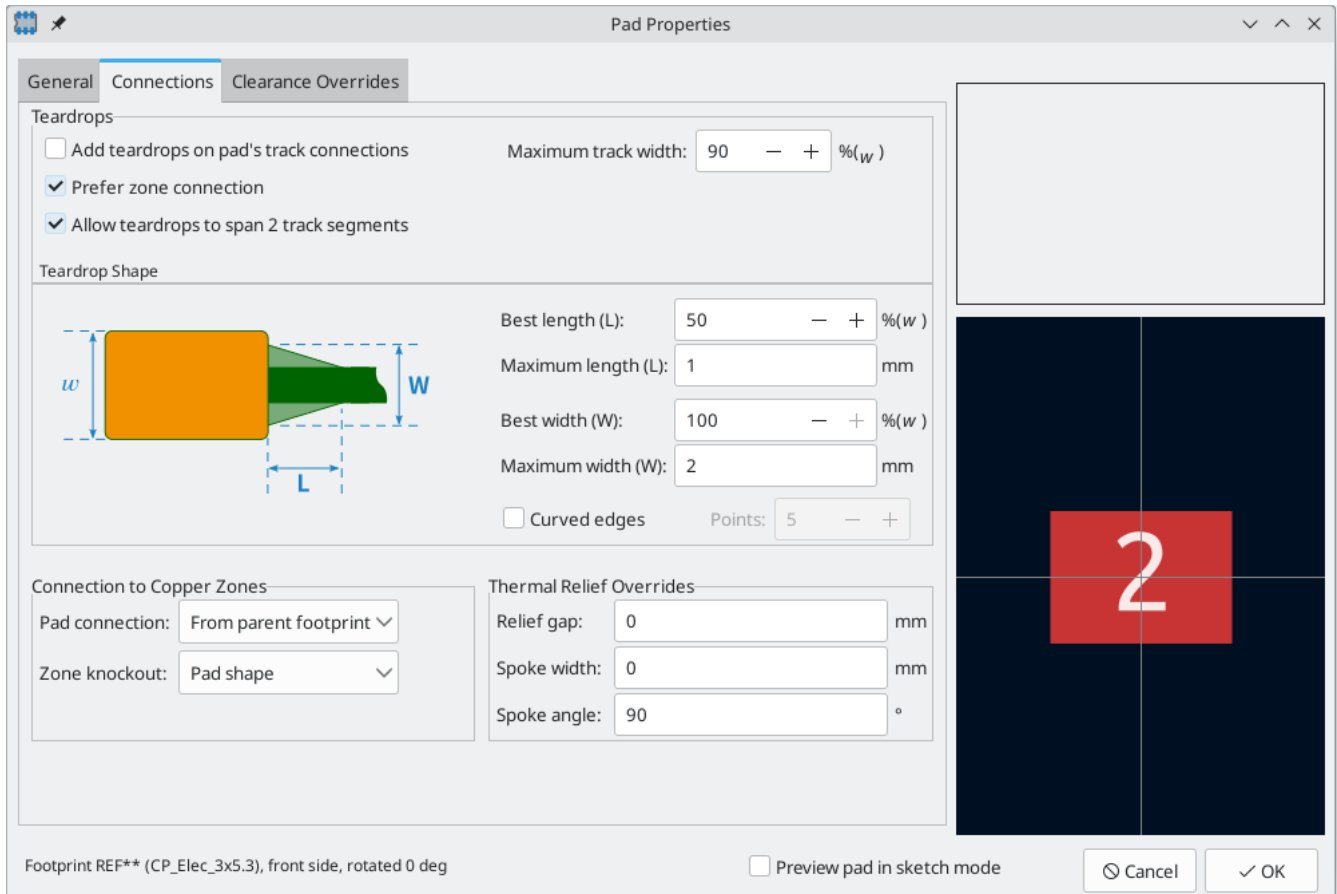 Pad Properties
General Connections Clearance Overrides
Teardrops
Add teardrops on pad's track connections Maximum track width: 90 %(w )
Prefer zone connection
Allow teardrops to span 2 track segments
Teardrop Shape
Best length (L): 50 %(w )
Maximum length (L): 1 mm
w W
Best width (W): 100 %(w )
Maximum width (W): 2 mm
L
Curved edges Points: 5
2
Connection to Copper Zones Thermal Relief Overrides
Pad connection: From parent footprint Relief gap: 0 mm
Zone knockout: Pad shape Spoke width: 0 mm
Spoke angle: 90 °
Footprint REF** (CP_Elec_3x5.3), front side, rotated 0 deg Preview pad in sketch mode Cancel OK